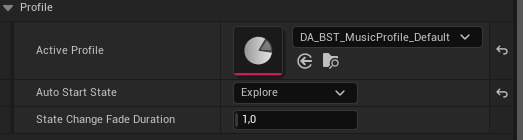 Profile
Active Profile
DA_BST_MusicProfile_Default
Auto Start State
Explore
State Change Fade Duration
1,0